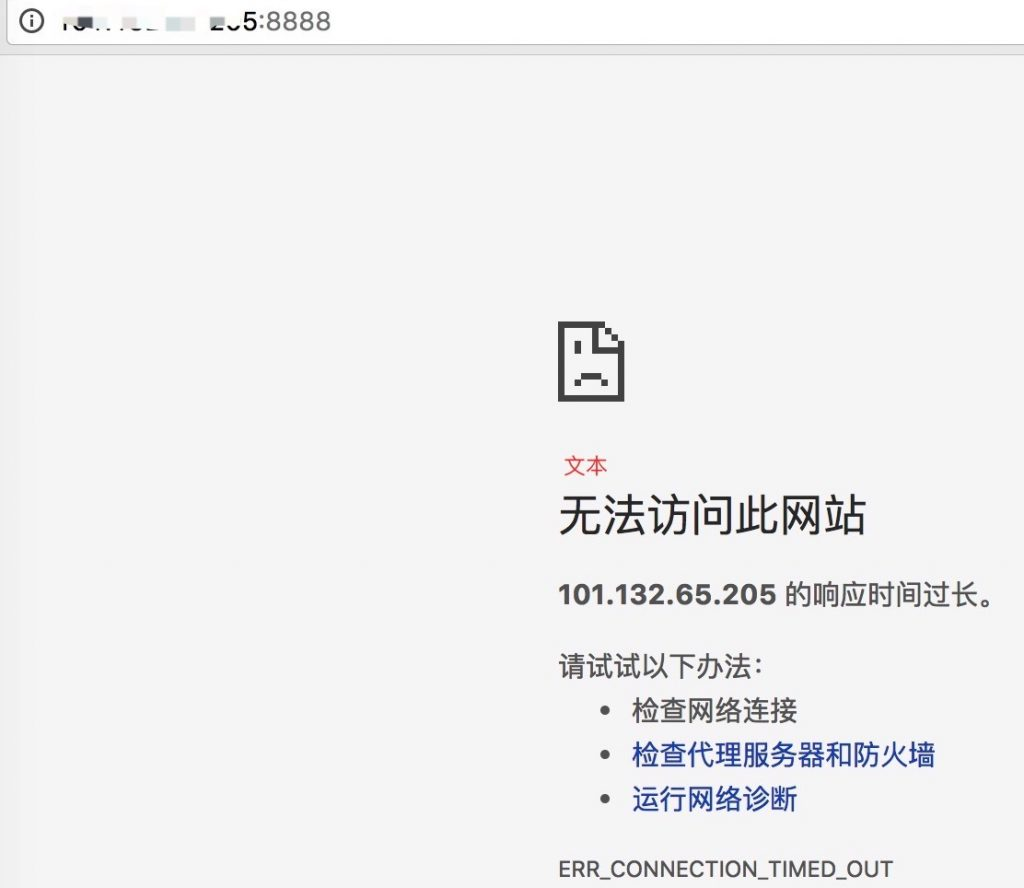 :8888
文本
无法访问此网站
101.132.65.205 的响应时间过长。
请试试以下办法：
检查网络连接
检查代理服务器和防火墙
运行网络诊断
ERR_CONNECTION_TIMED_OUT